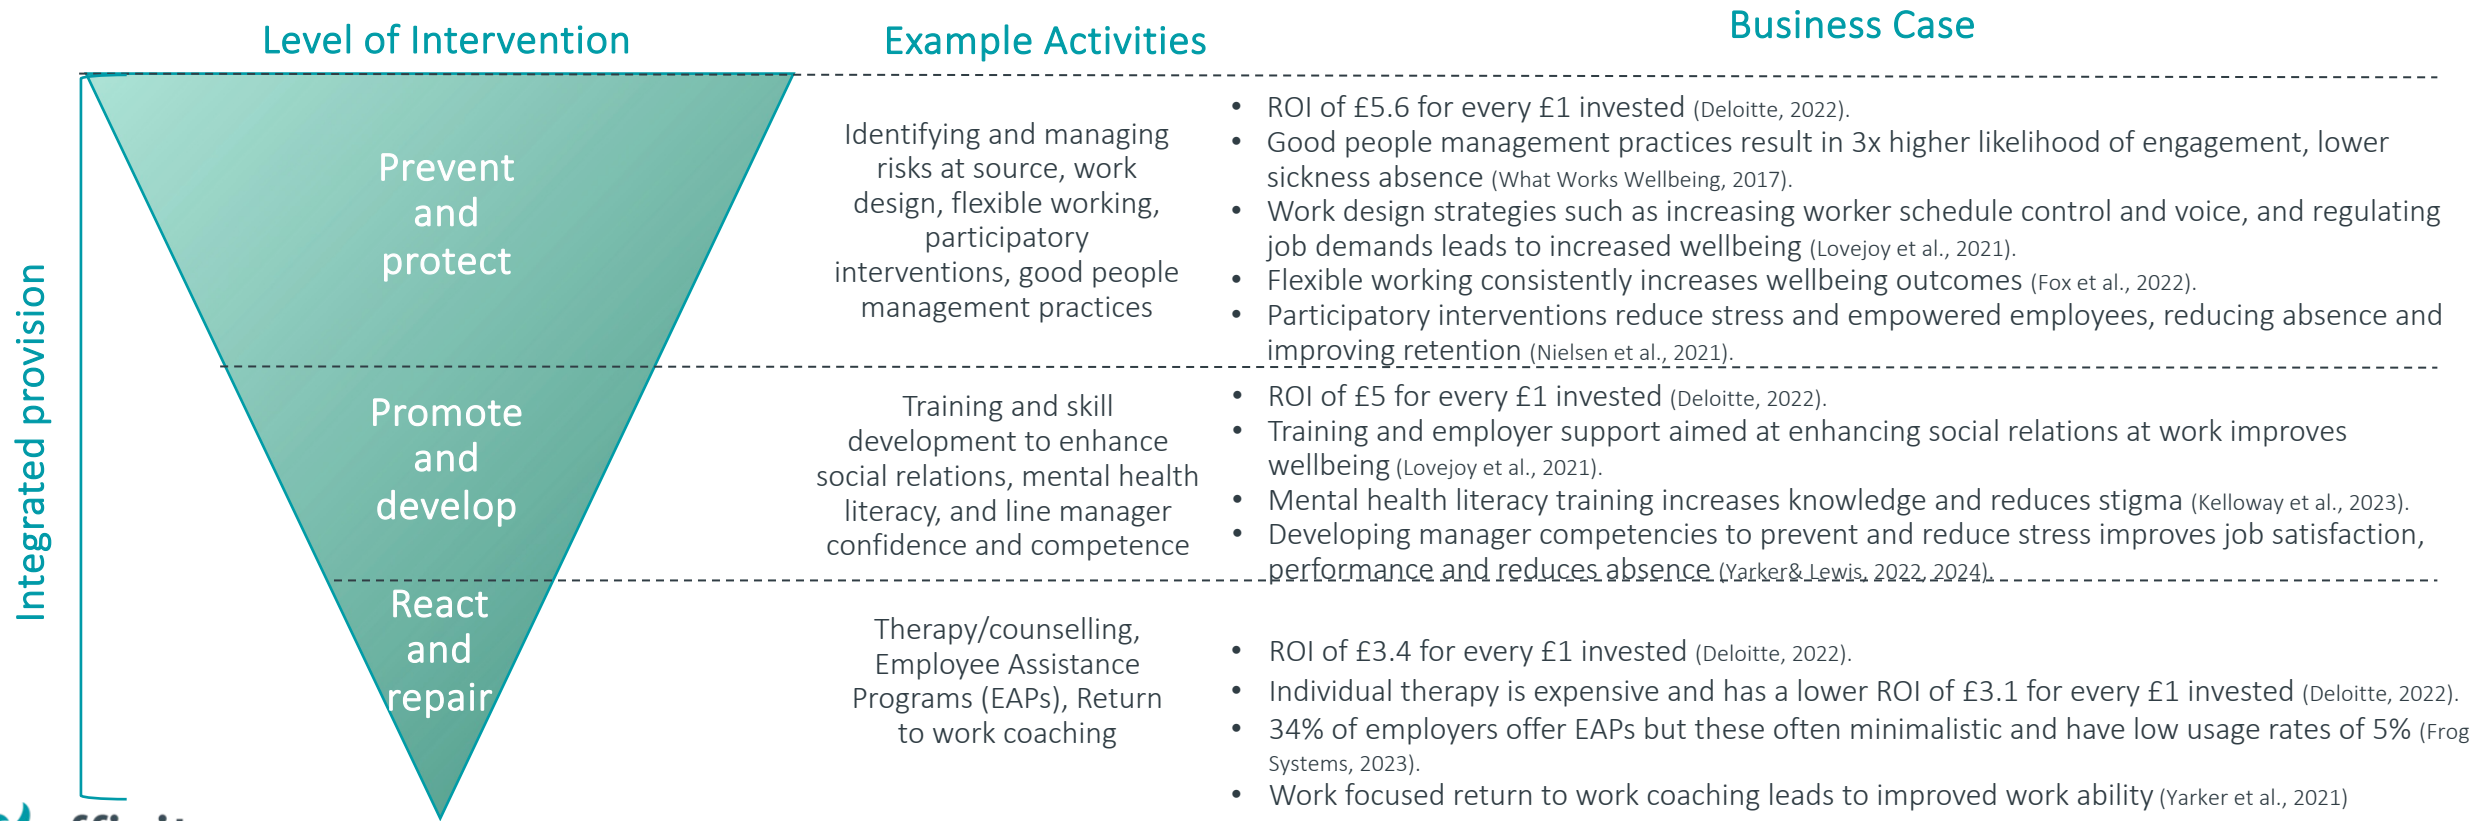 Level of Intervention
Example Activities
Business Case
Integrated provision
Prevent
and
protect
Identifying and managing
risks at source, work
design, flexible working,
participatory
interventions, good people
management practices
• ROI of £5.6 for every £1 invested (Deloitte, 2022).
• Good people management practices result in 3x higher likelihood of engagement, lower
sickness absence (What Works Wellbeing, 2017).
• Work design strategies such as increasing worker schedule control and voice, and regulating
job demands leads to increased wellbeing (Lovejoy et al., 2021).
• Flexible working consistently increases wellbeing outcomes (Fox et al., 2022).
• Participatory interventions reduce stress and empowered employees, reducing absence and
improving retention (Nielsen et al., 2021).
Promote
and
develop
Training and skill
development to enhance
social relations, mental health
literacy, and line manager
confidence and competence
• ROI of £5 for every £1 invested (Deloitte, 2022).
• Training and employer support aimed at enhancing social relations at work improves
wellbeing (Lovejoy et al., 2021).
• Mental health literacy training increases knowledge and reduces stigma (Kelloway et al., 2023).
• Developing manager competencies to prevent and reduce stress improves job satisfaction,
performance and reduces absence (Yarker& Lewis, 2022, 2024).
React
and
repair
Therapy/counselling,
Employee Assistance
Programs (EAPs), Return
to work coaching
• ROI of £3.4 for every £1 invested (Deloitte, 2022).
• Individual therapy is expensive and has a lower ROI of £3.1 for every £1 invested (Deloitte, 2022).
• 34% of employers offer EAPs but these often minimalistic and have low usage rates of 5% (Frog
Systems, 2023).
• Work focused return to work coaching leads to improved work ability (Yarker et al., 2021)